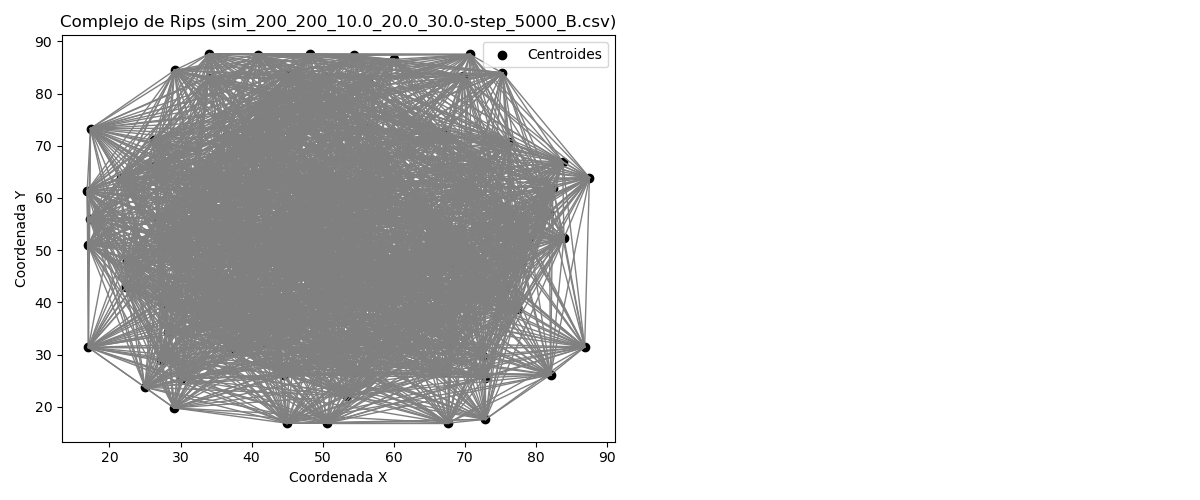 Complejo de Rips (sim_200_200_10.0_20.0_30.0-step_5000_B.csv)
90
80
70
60
50
40
30
20
Coordenada Y
Centroides
20 30 40 50 60 70 80 90
Coordenada X